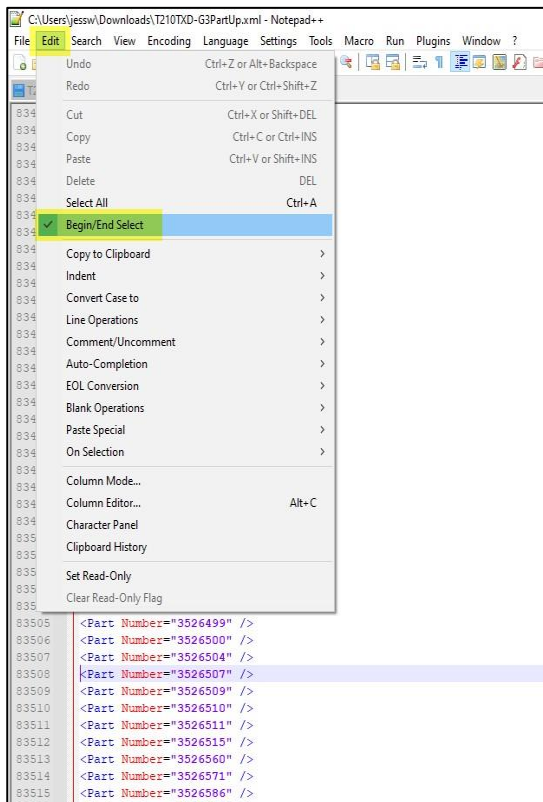 C:\Users\jessw\Downloads\T210TXD-G3PartUp.xml - Notepad++
File Edit Search View Encoding Language Settings Tools Macro Run Plugins Window ?
Undo Ctrl+Z or Alt+Backspace
Redo Ctrl+Y or Ctrl+Shift+Z
Cut Ctrl+X or Shift+DEL
Copy Ctrl+C or Ctrl+INS
Paste Ctrl+V or Shift+INS
Delete DEL
Select All Ctrl+A
Begin/End Select
Copy to Clipboard
Indent
Convert Case to
Line Operations
Comment/Uncomment
Auto-Completion
EOL Conversion
Blank Operations
Paste Special
On Selection
Column Mode...
Column Editor... Alt+C
Character Panel
Clipboard History
Set Read-Only
Clear Read-Only Flag
83505 <Part Number="3526499" />
83506 <Part Number="3526500" />
83507 <Part Number="3526504" />
83508 <Part Number="3526507" />
83509 <Part Number="3526509" />
83510 <Part Number="3526510" />
83511 <Part Number="3526511" />
83512 <Part Number="3526515" />
83513 <Part Number="3526560" />
83514 <Part Number="3526571" />
83515 <Part Number="3526586" />